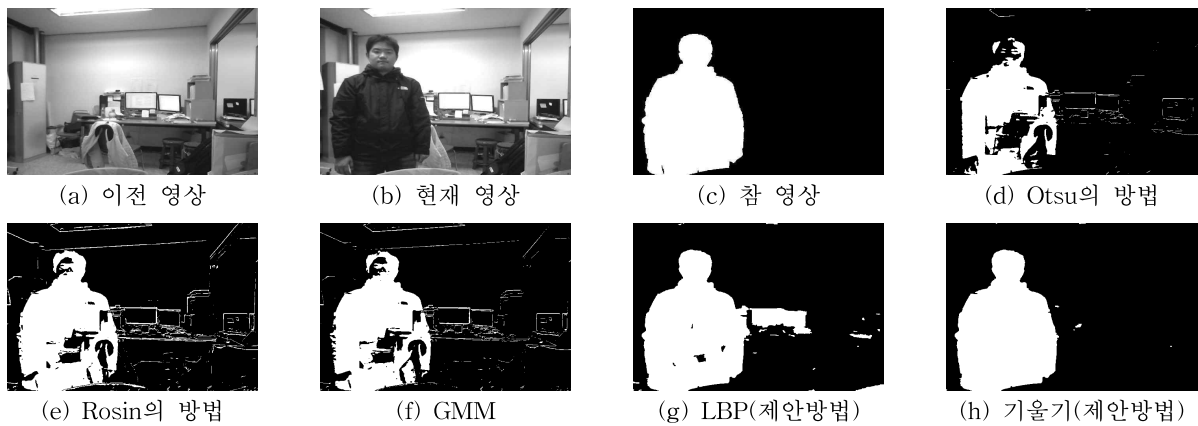 (a) 이전 영상
(b) 현재 영상
(c) 참 영상
(d) Otsu의 방법
(e) Rosin의 방법
(f) GMM
(g) LBP(제안방법)
(h) 기울기(제안방법)